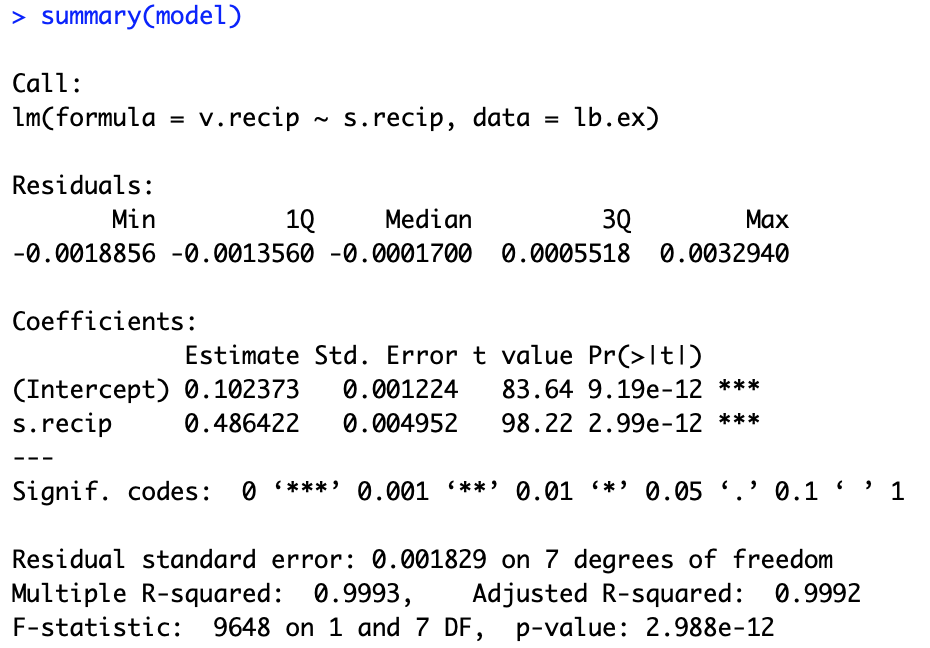 > summary(model)
Call:
lm(formula = v.recip ~ s.recip, data = lb.ex)
Residuals:
Min 1Q Median 3Q Max
-0.0018856 -0.0013560 -0.0001700 0.0005518 0.0032940
Coefficients:
Estimate Std. Error t value Pr(>|t|)
(Intercept) 0.102373 0.001224 83.64 9.19e-12 ***
s.recip 0.486422 0.004952 98.22 2.99e-12 ***
---
Signif. codes: 0 ‘***’ 0.001 ‘**’ 0.01 ‘*’ 0.05 ‘.’ 0.1 ‘ ’ 1
Residual standard error: 0.001829 on 7 degrees of freedom
Multiple R-squared: 0.9993, Adjusted R-squared: 0.9992
F-statistic: 9648 on 1 and 7 DF, p-value: 2.988e-12